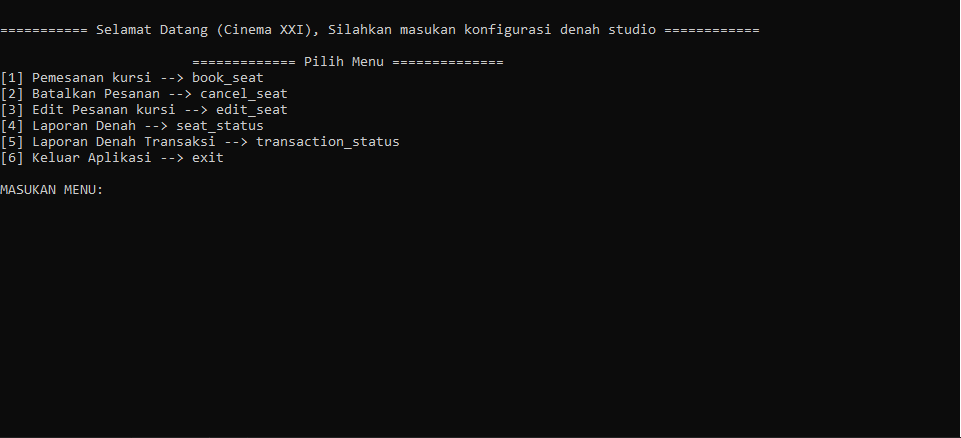 =========== Selamat Datang (Cinema XXI), Silahkan masukan konfigurasi denah studio ============
============= Pilih Menu ==============
[1] Pemesanan kursi --> book_seat
[2] Batalkan Pesanan --> cancel_seat
[3] Edit Pesanan kursi --> edit_seat
[4] Laporan Denah --> seat_status
[5] Laporan Denah Transaksi --> transaction_status
[6] Keluar Aplikasi --> exit
MASUKAN MENU: